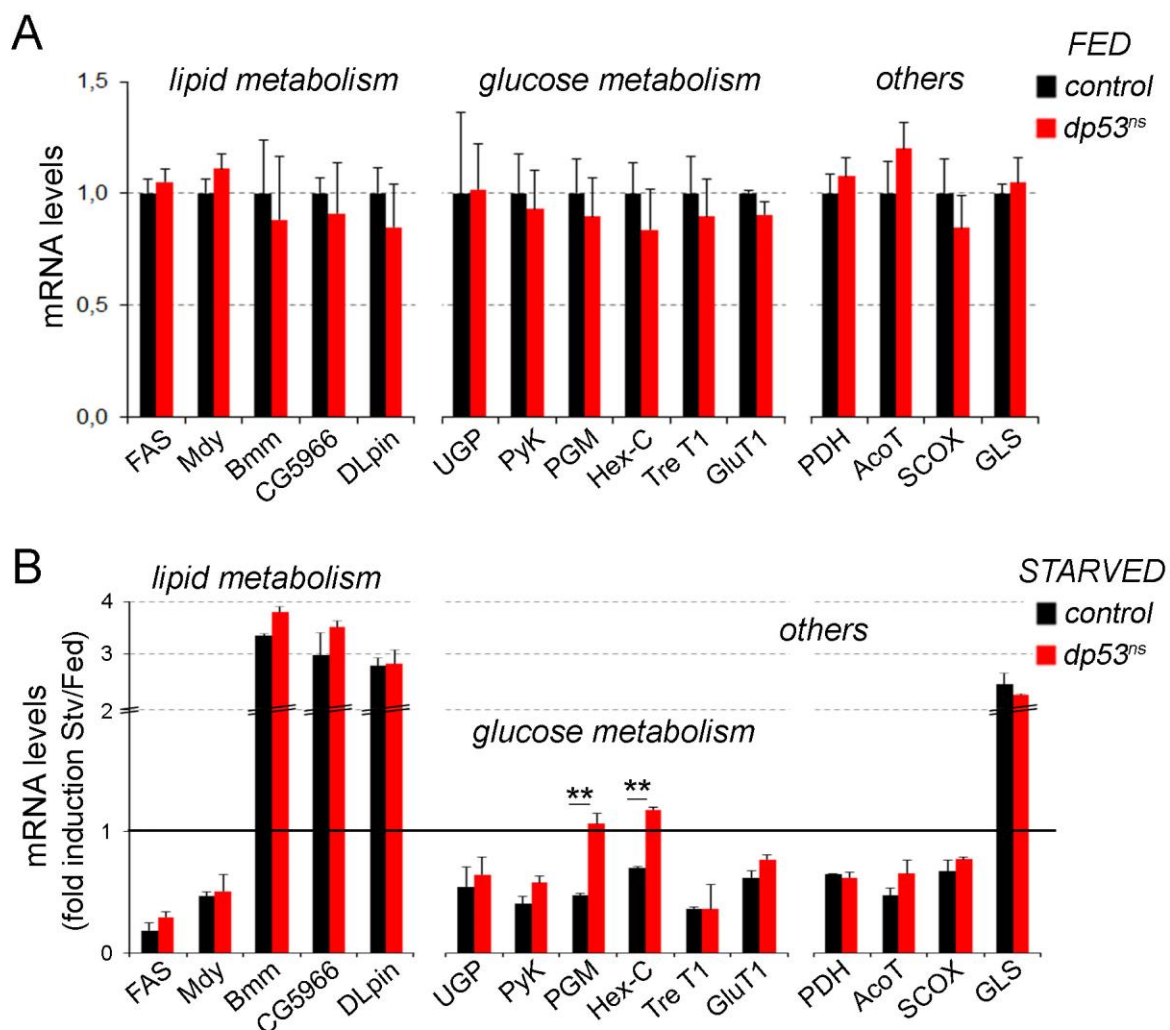 A
FED
control
dp53ns
lipid metabolism
glucose metabolism
others
mRNA levels
1,5
1,0
0,5
0,0
FAS
Mdy
Bmm
CG5966
DLpin
UGP
PyK
PGM
Hex-C
Tre T1
GluT1
PDH
AcoT
SCOX
GLS
B
STARVED
control
dp53ns
lipid metabolism
others
glucose metabolism
mRNA levels
(fold induction Stv/Fed)
4
3
2
1
0
**
**
FAS
Mdy
Bmm
CG5966
DLpin
UGP
PyK
PGM
Hex-C
Tre T1
GluT1
PDH
AcoT
SCOX
GLS